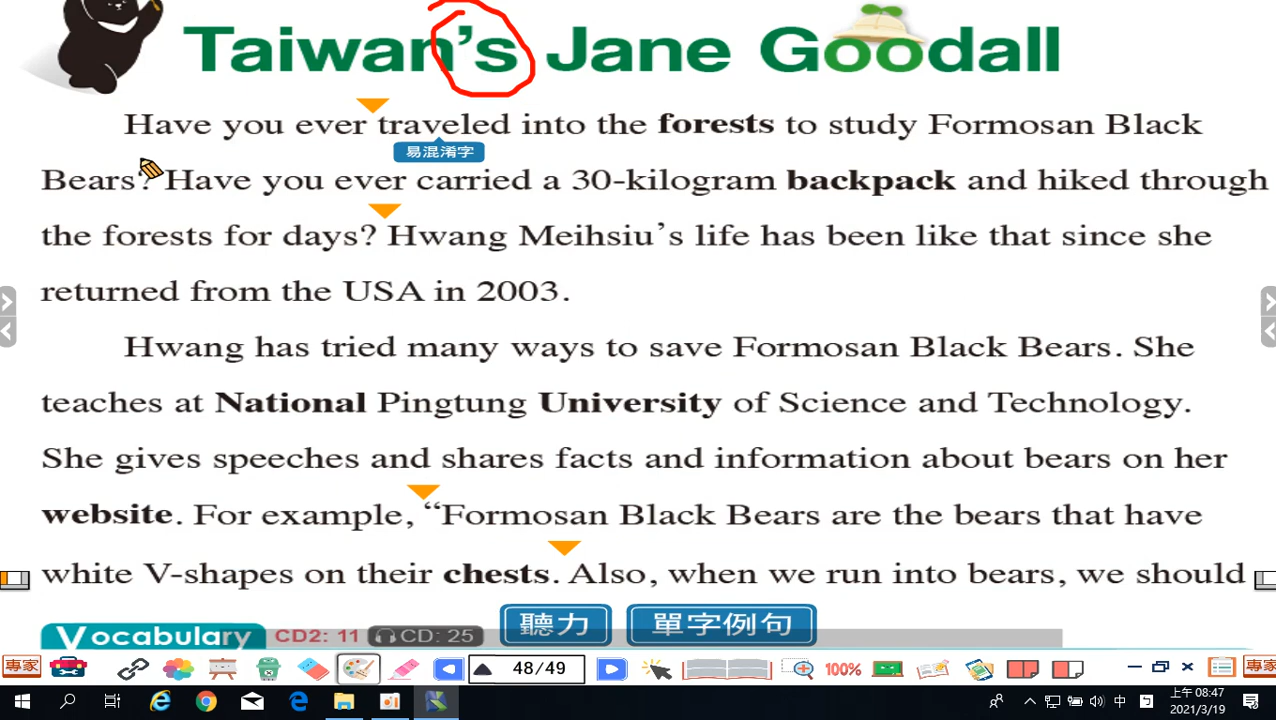 Taiwan's Jane Goodall
Have you ever traveled into the forests to study Formosan Black
易混淆字
Bears? Have you ever carried a 30-kilogram backpack and hiked through
the forests for days? Hwang Meihsiu's life has been like that since she
returned from the USA in 2003.
Hwang has tried many ways to save Formosan Black Bears. She
teaches at National Pingtung University of Science and Technology.
She gives speeches and shares facts and information about bears on her
website. For example, “Formosan Black Bears are the bears that have
white V-shapes on their chests. Also, when we run into bears, we should
聽力 單字例句
Vocabulary CD2: 11 CD: 25
專家 48/49 100% 專家
中 上午 08:47
2021/3/19